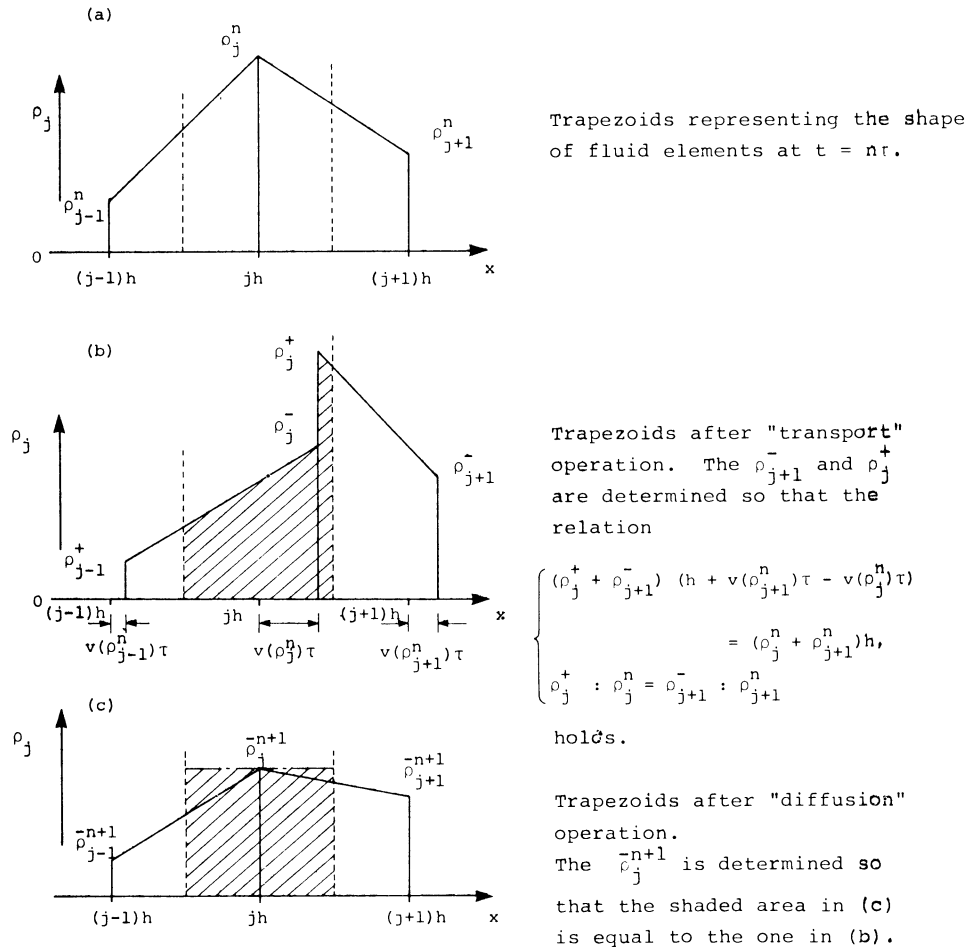 (a)
ρ_j^n
ρ_j
ρ_{j+1}^n
ρ_{j-1}^n
0
(j-1)h
jh
(j+1)h
x
Trapezoids representing the shape
of fluid elements at t = nτ.
(b)
ρ_j^+
ρ_j^-
ρ_j
ρ_{j+1}^-
ρ_{j-1}^+
0
(j-1)h
jh
(j+1)h
x
v(ρ_{j-1}^n)τ
v(ρ_j^n)τ
v(ρ_{j+1}^n)τ
Trapezoids after "transport"
operation. The ρ_{j+1}^- and ρ_j^+
are determined so that the
relation
(ρ_j^+ + ρ_{j+1}^-) (h + v(ρ_{j+1}^n)τ - v(ρ_j^n)τ)
= (ρ_j^n + ρ_{j+1}^n)h,
ρ_j^+ : ρ_j^n = ρ_{j+1}^- : ρ_{j+1}^n
holds.
(c)
ρ_j
ρ̄_j^{n+1}
ρ̄_{j+1}^{n+1}
ρ̄_{j-1}^{n+1}
(j-1)h
jh
(j+1)h
x
Trapezoids after "diffusion"
operation.
The ρ̄_j^{n+1} is determined so
that the shaded area in (c)
is equal to the one in (b).